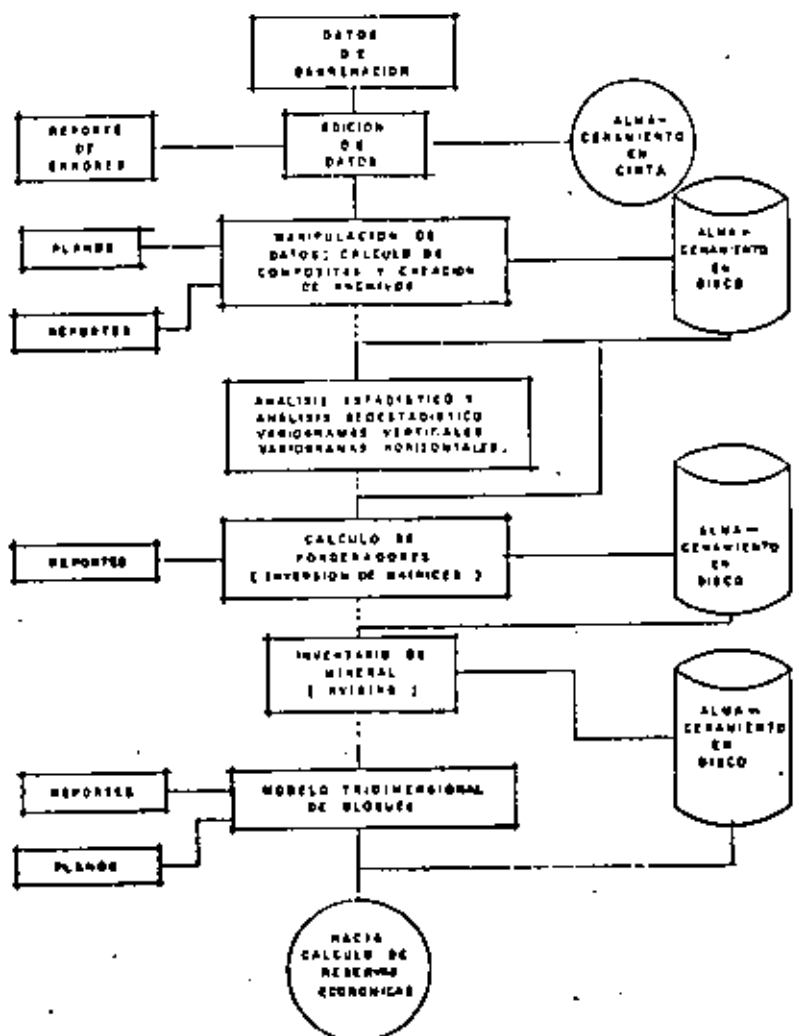 DATOS
DE
BARRENACION
REPORTE
DE
ERRORES
EDICION
DE
DATOS
ALMA-
CENAMIENTO
EN
CINTA
PLANOS
MANIPULACION DE
DATOS; CALCULO DE
COMPOSITAS Y CREACION
DE ARCHIVOS
ALMA-
CENAMIENTO
EN
DISCO
REPORTES
ANALISIS ESTADISTICO Y
ANÁLISIS GEOESTADISTICO
VARIOGRAMAS VERTICALES
VARIOGRAMAS HORIZONTALES.
REPORTES
CALCULO DE
PONDERADORES
( INVERSION DE MATRICES )
ALMA-
CENAMIENTO
EN
DISCO
INVENTARIO DE
MINERAL
ALMA-
CENAMIENTO
EN
DISCO
REPORTES
MODELO TRIDIMENSIONAL
DE BLOQUES
PLANOS
HACIA
CALCULO DE
RESERVAS
ECONOMICAS